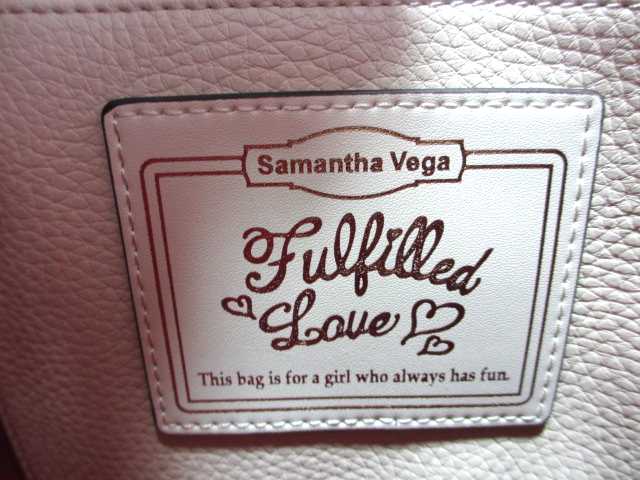 Samantha Vega
Fulfilled
Love
This bag is for a girl who always has fun.